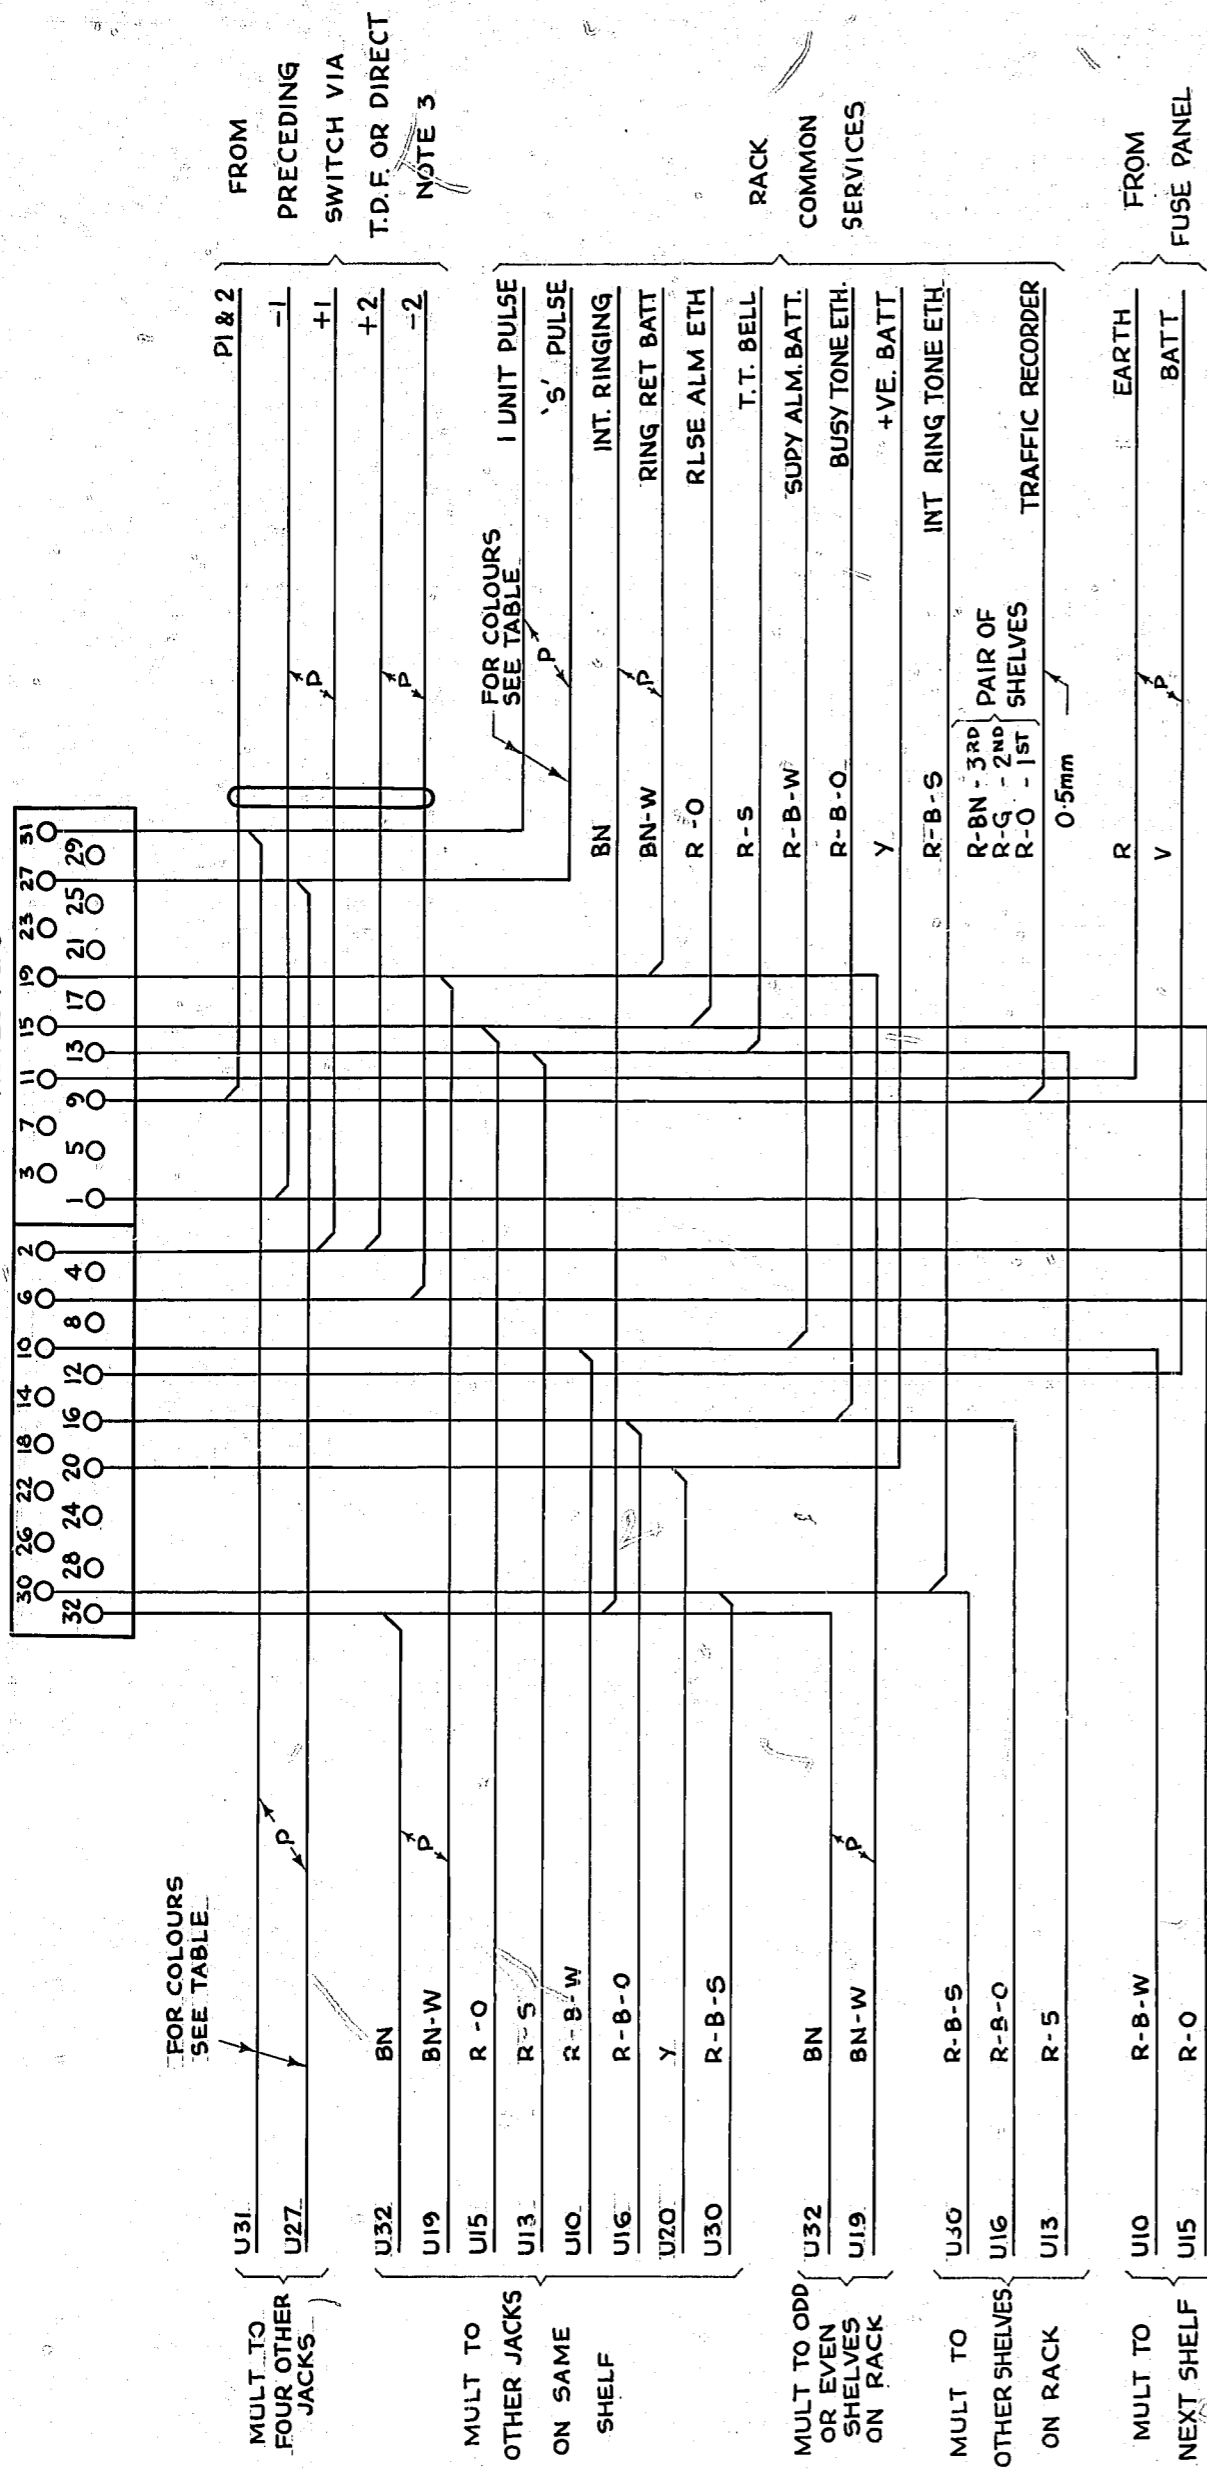 31
29
27
25
23
21
19
17
15
13
11
9
7
5
3
1
2
4
6
8
10
12
14
16
18
20
22
24
26
28
30
32
FROM
PRECEDING
SWITCH VIA
T.D.F. OR DIRECT
NOTE 3
P1 & 2
-1
+1
+2
-2
P
P
RACK
COMMON
SERVICES
1 UNIT PULSE
'S' PULSE
INT. RINGING
RING RET BATT
RLSE ALM ETH
T.T. BELL
SUPY ALM. BATT.
BUSY TONE ETH.
+VE. BATT
INT RING TONE ETH.
TRAFFIC RECORDER
FOR COLOURS
SEE TABLE
P
P
BN
BN-W
R-O
R-S
R-B-W
R-B-O
Y
R-B-S
R-BN - 3RD
R-G - 2ND
R-O - 1ST
PAIR OF
SHELVES
0.5mm
FROM
FUSE PANEL
EARTH
BATT
P
R
V
FOR COLOURS
SEE TABLE
P
U31
U27
MULT TO
FOUR OTHER
JACKS
BN
BN-W
R-O
R-S
R-B-W
R-B-O
Y
R-B-S
P
U32
U19
U15
U13
U10
U16
U20
U30
MULT TO
OTHER JACKS
ON SAME
SHELF
P
BN
BN-W
U32
U19
MULT TO ODD
OR EVEN
SHELVES
ON RACK
R-B-S
R-B-O
R-S
U30
U16
U13
MULT TO
OTHER SHELVES
ON RACK
R-B-W
R-O
U10
U15
MULT TO
NEXT SHELF